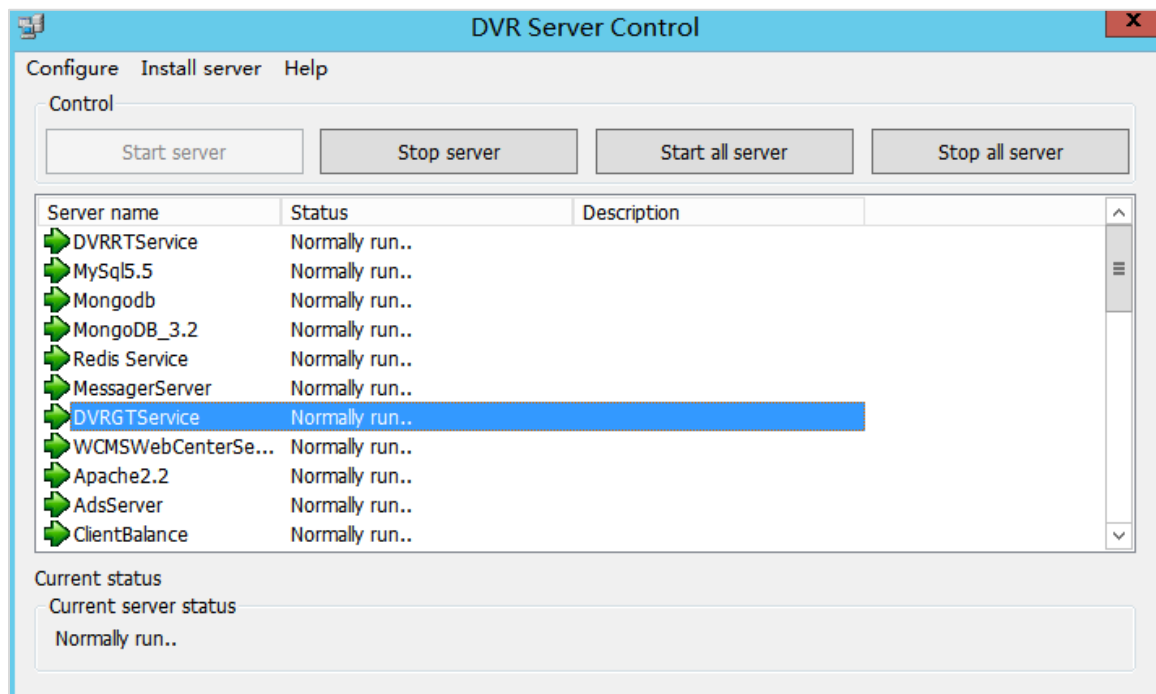 DVR Server Control
X
Configure Install server Help
Control
Start server Stop server Start all server Stop all server
Server name Status Description
DVRRTService Normally run..
MySql5.5 Normally run..
Mongodb Normally run..
MongoDB_3.2 Normally run..
Redis Service Normally run..
MessagerServer Normally run..
DVRGTService Normally run..
WCMSWebCenterSe... Normally run..
Apache2.2 Normally run..
AdsServer Normally run..
ClientBalance Normally run..
Current status
Current server status
Normally run..